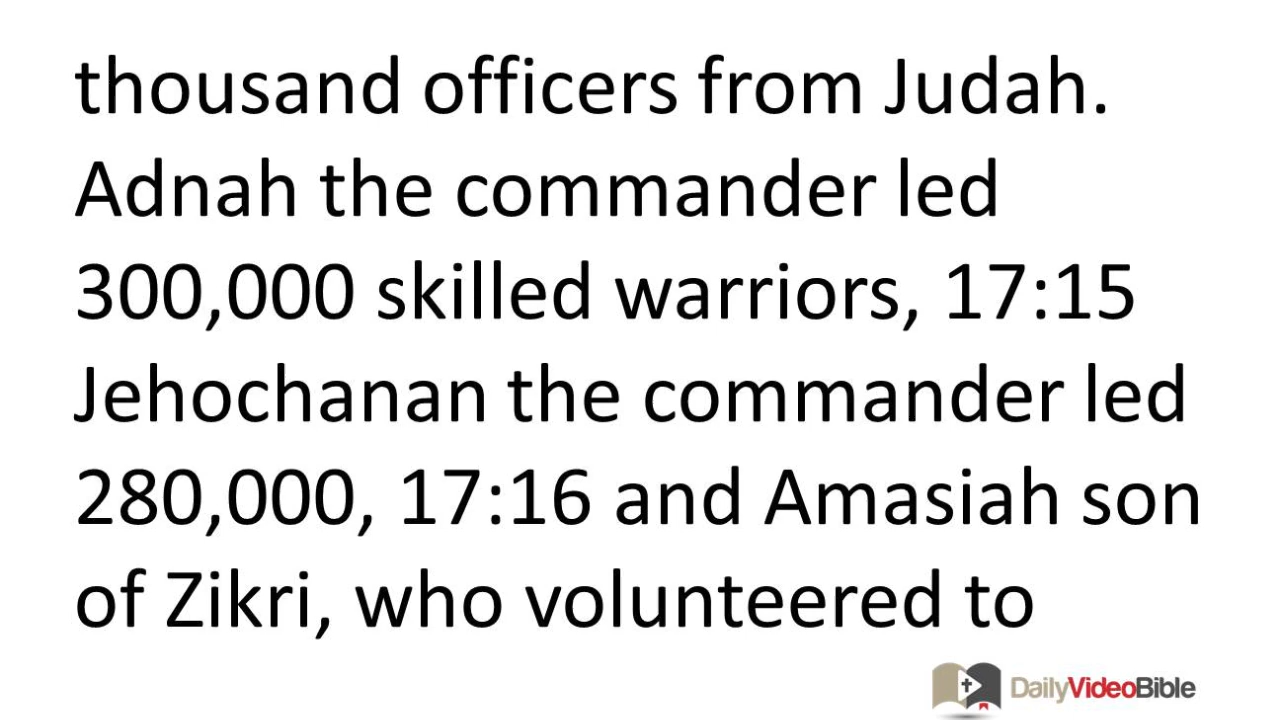 thousand officers from Judah.
Adnah the commander led
300,000 skilled warriors, 17:15
Jehochanan the commander led
280,000, 17:16 and Amasiah son
of Zikri, who volunteered to
DailyVideoBible